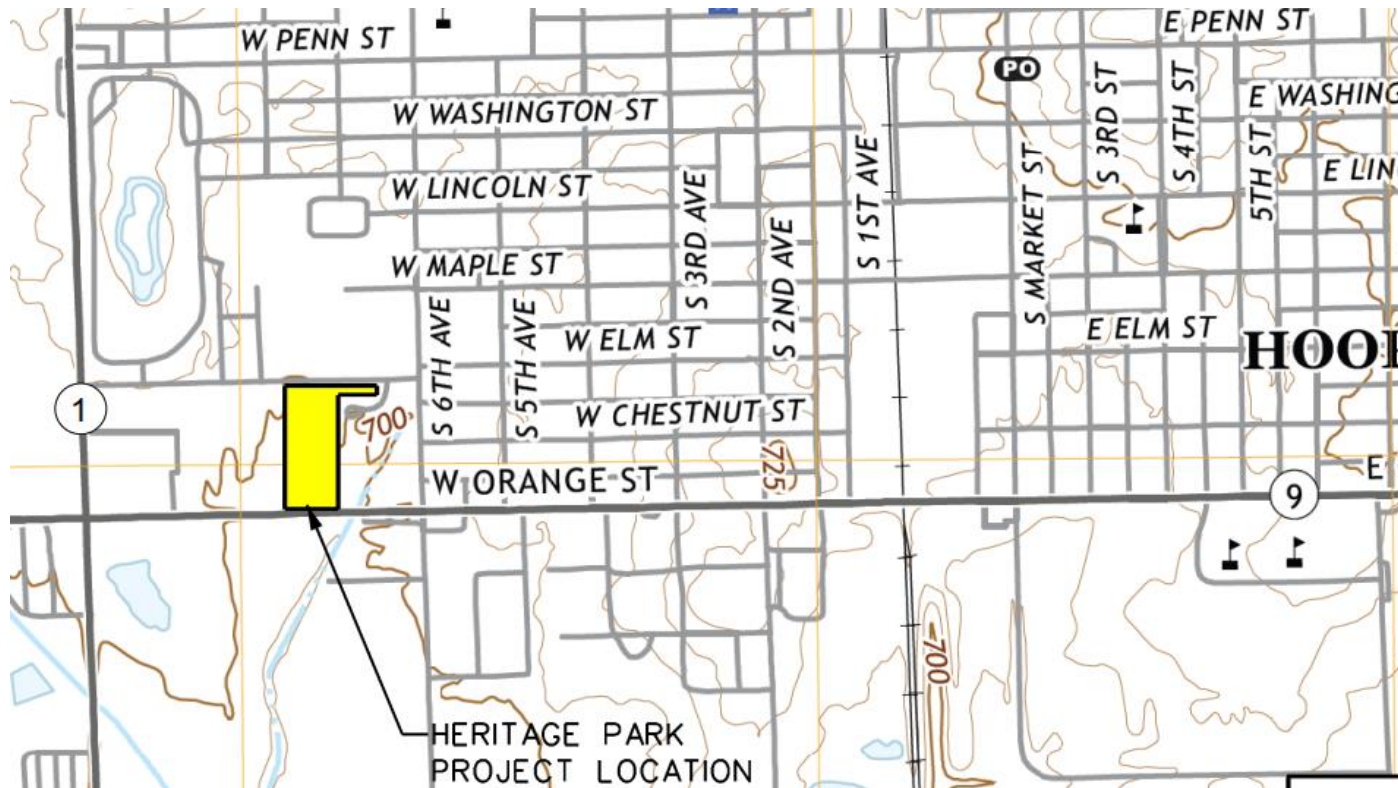 W PENN ST
E PENN ST
PO
W WASHINGTON ST
S 3RD ST
S 4TH ST
E WASHING
5TH ST
W LINCOLN ST
E LIN
S 3RD AVE
S 2ND AVE
S 1ST AVE
S MARKET ST
W MAPLE ST
S 6TH AVE
S 5TH AVE
W ELM ST
E ELM ST
HOO
1
W CHESTNUT ST
700
725
W ORANGE ST
E
9
700
HERITAGE PARK
PROJECT LOCATION